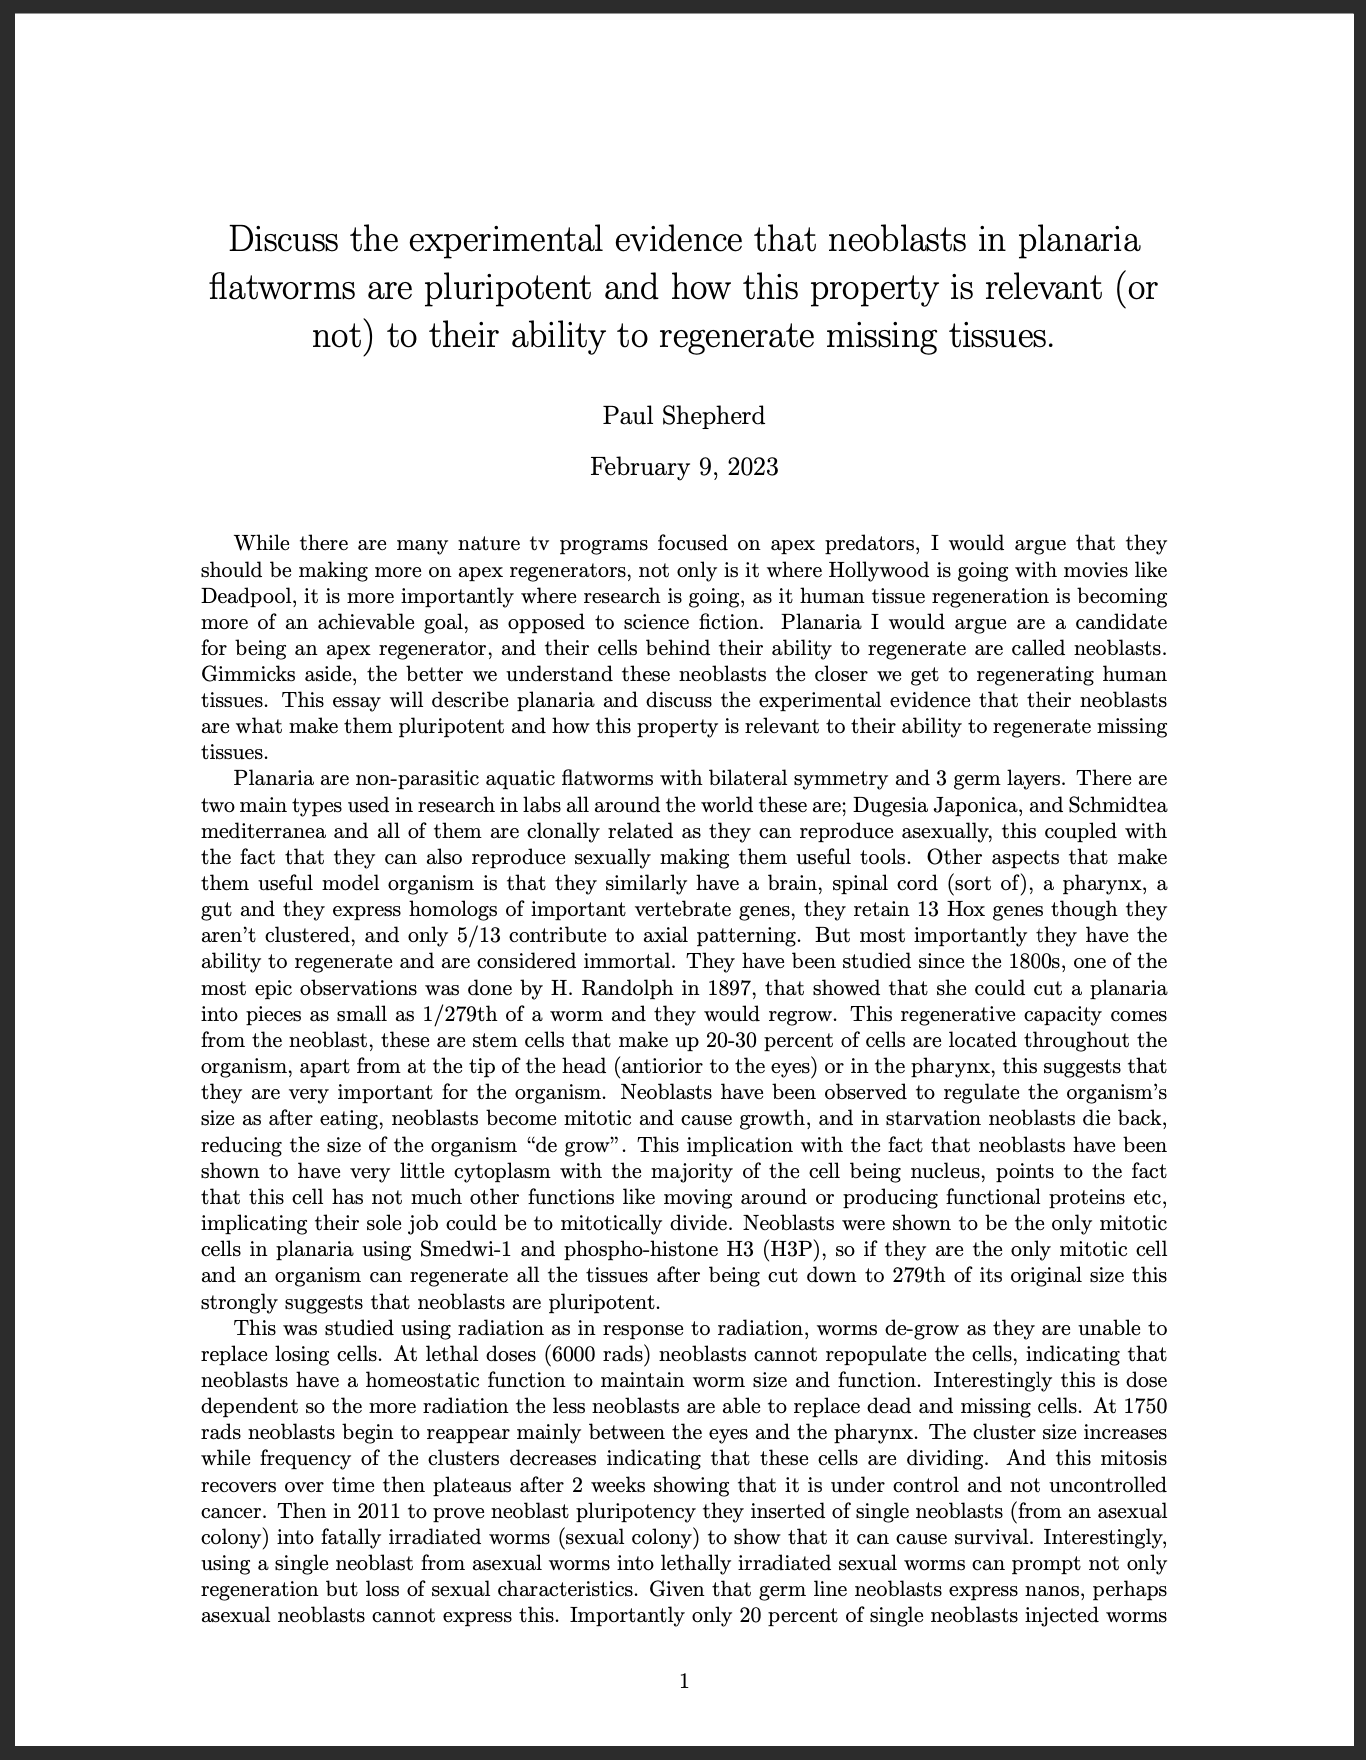 Discuss the experimental evidence that neoblasts in planaria
flatworms are pluripotent and how this property is relevant (or
not) to their ability to regenerate missing tissues.
Paul Shepherd
February 9, 2023
While there are many nature tv programs focused on apex predators, I would argue that they
should be making more on apex regenerators, not only is it where Hollywood is going with movies like
Deadpool, it is more importantly where research is going, as it human tissue regeneration is becoming
more of an achievable goal, as opposed to science fiction. Planaria I would argue are a candidate
for being an apex regenerator, and their cells behind their ability to regenerate are called neoblasts.
Gimmicks aside, the better we understand these neoblasts the closer we get to regenerating human
tissues. This essay will describe planaria and discuss the experimental evidence that their neoblasts
are what make them pluripotent and how this property is relevant to their ability to regenerate missing
tissues.
Planaria are non-parasitic aquatic flatworms with bilateral symmetry and 3 germ layers. There are
two main types used in research in labs all around the world these are; Dugesia Japonica, and Schmidtea
mediterranea and all of them are clonally related as they can reproduce asexually, this coupled with
the fact that they can also reproduce sexually making them useful tools. Other aspects that make
them useful model organism is that they similarly have a brain, spinal cord (sort of), a pharynx, a
gut and they express homologs of important vertebrate genes, they retain 13 Hox genes though they
aren't clustered, and only 5/13 contribute to axial patterning. But most importantly they have the
ability to regenerate and are considered immortal. They have been studied since the 1800s, one of the
most epic observations was done by H. Randolph in 1897, that showed that she could cut a planaria
into pieces as small as 1/279th of a worm and they would regrow. This regenerative capacity comes
from the neoblast, these are stem cells that make up 20-30 percent of cells are located throughout the
organism, apart from at the tip of the head (antiorior to the eyes) or in the pharynx, this suggests that
they are very important for the organism. Neoblasts have been observed to regulate the organism's
size as after eating, neoblasts become mitotic and cause growth, and in starvation neoblasts die back,
reducing the size of the organism “de grow”. This implication with the fact that neoblasts have been
shown to have very little cytoplasm with the majority of the cell being nucleus, points to the fact
that this cell has not much other functions like moving around or producing functional proteins etc,
implicating their sole job could be to mitotically divide. Neoblasts were shown to be the only mitotic
cells in planaria using Smedwi-1 and phospho-histone H3 (H3P), so if they are the only mitotic cell
and an organism can regenerate all the tissues after being cut down to 279th of its original size this
strongly suggests that neoblasts are pluripotent.
This was studied using radiation as in response to radiation, worms de-grow as they are unable to
replace losing cells. At lethal doses (6000 rads) neoblasts cannot repopulate the cells, indicating that
neoblasts have a homeostatic function to maintain worm size and function. Interestingly this is dose
dependent so the more radiation the less neoblasts are able to replace dead and missing cells. At 1750
rads neoblasts begin to reappear mainly between the eyes and the pharynx. The cluster size increases
while frequency of the clusters decreases indicating that these cells are dividing. And this mitosis
recovers over time then plateaus after 2 weeks showing that it is under control and not uncontrolled
cancer. Then in 2011 to prove neoblast pluripotency they inserted of single neoblasts (from an asexual
colony) into fatally irradiated worms (sexual colony) to show that it can cause survival. Interestingly,
using a single neoblast from asexual worms into lethally irradiated sexual worms can prompt not only
regeneration but loss of sexual characteristics. Given that germ line neoblasts express nanos, perhaps
asexual neoblasts cannot express this. Importantly only 20 percent of single neoblasts injected worms
1